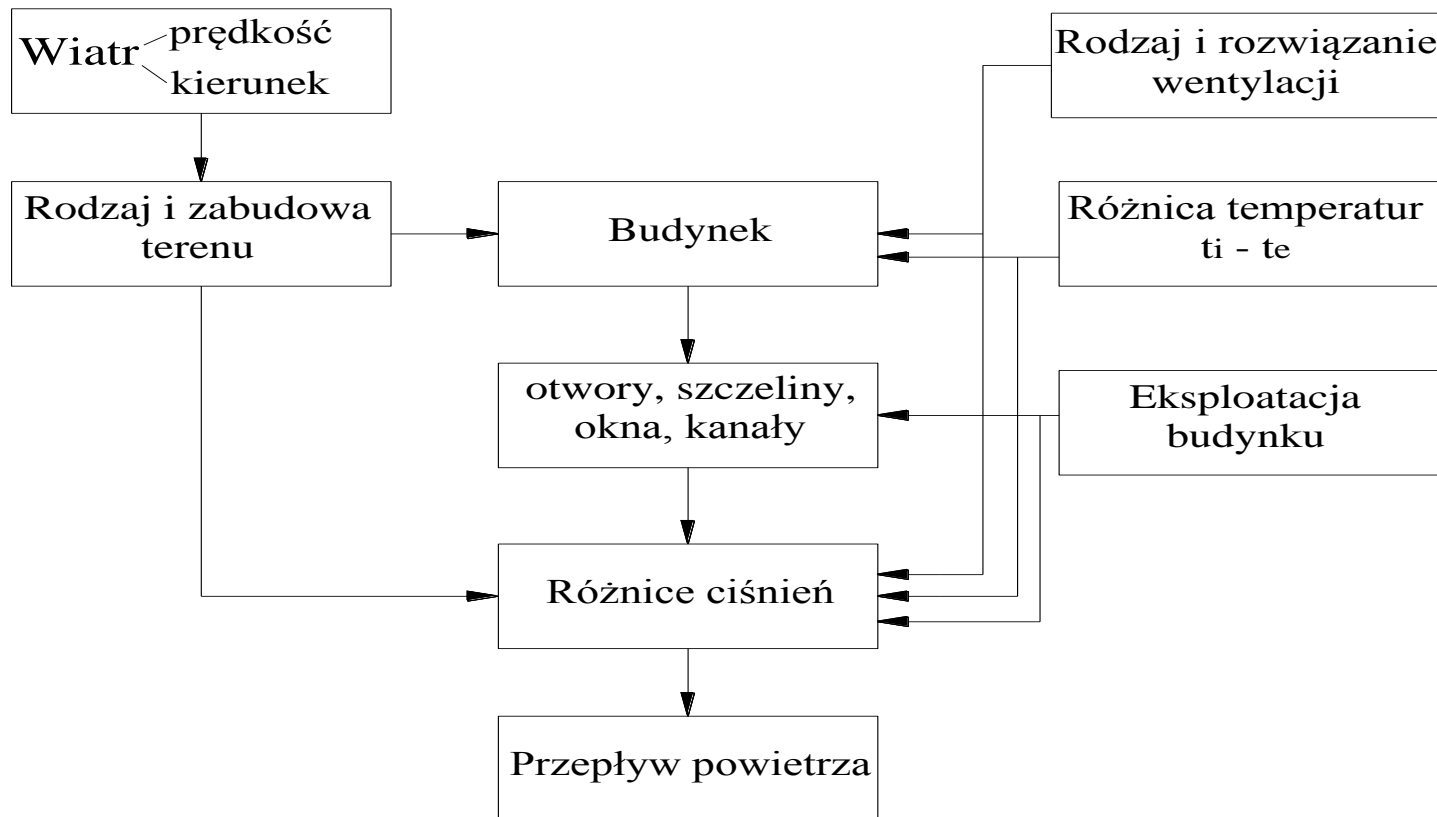 Wiatr
prędkość
kierunek
Rodzaj i rozwiązanie
wentylacji
Rodzaj i zabudowa
terenu
Budynek
Różnica temperatur
ti - te
otwory, szczeliny,
okna, kanały
Eksploatacja
budynku
Różnice ciśnień
Przepływ powietrza